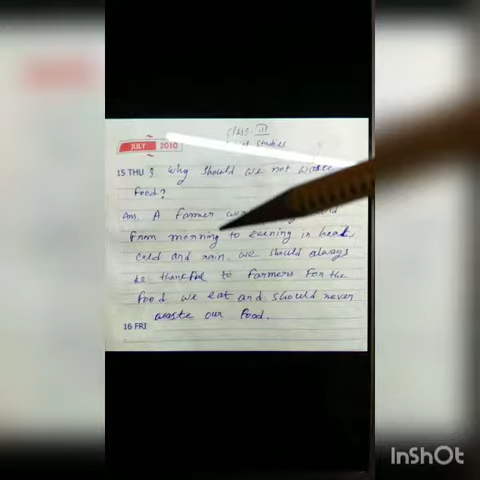 Class - III
Studies
JULY 2010
15 THU Why should we not waste
food?
Ans. A farmer
from morning to evening in heat,
cold and rain. we should always
be thankful to farmers for the
food we eat and should never
waste our food.
16 FRI
InShOt